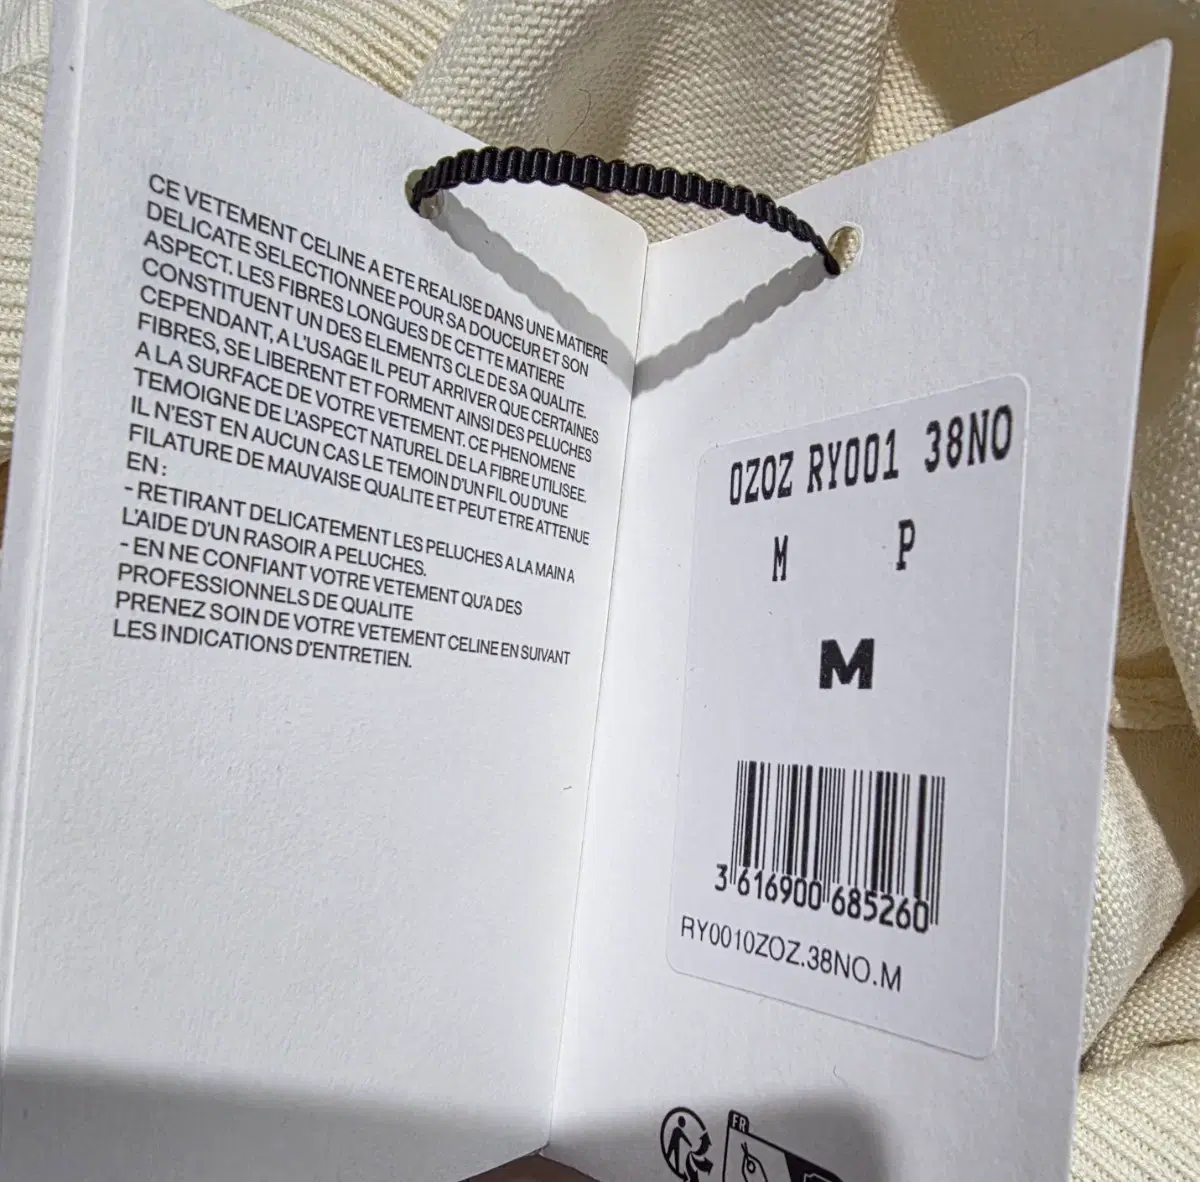 CE VETEMENT CELINE A ETE REALISE DANS UNE MATIERE
DELICATE SELECTIONNEE POUR SA DOUCEUR ET SON
ASPECT. LES FIBRES LONGUES DE CETTE MATIERE
CONSTITUENT UN DES ELEMENTS CLE DE SA QUALITE.
CEPENDANT, A L'USAGE IL PEUT ARRIVER QUE CERTAINES
FIBRES, SE LIBERENT ET FORMENT AINSI DES PELUCHES
A LA SURFACE DE VOTRE VETEMENT. CE PHENOMENE
TEMOIGNE DE L'ASPECT NATUREL DE LA FIBRE UTILISEE.
IL N'EST EN AUCUN CAS LE TEMOIN D'UN FIL OU D'UNE
FILATURE DE MAUVAISE QUALITE ET PEUT ETRE ATTENUE
EN :
- RETIRANT DELICATEMENT LES PELUCHES A LA MAIN A
L'AIDE D'UN RASOIR A PELUCHES.
- EN NE CONFIANT VOTRE VETEMENT QU'A DES
PROFESSIONNELS DE QUALITE
PRENEZ SOIN DE VOTRE VETEMENT CELINE EN SUIVANT
LES INDICATIONS D'ENTRETIEN.
0Z0Z RY001 38NO
M P
M
3 616900 685260
RY0010ZOZ.38NO.M
FR